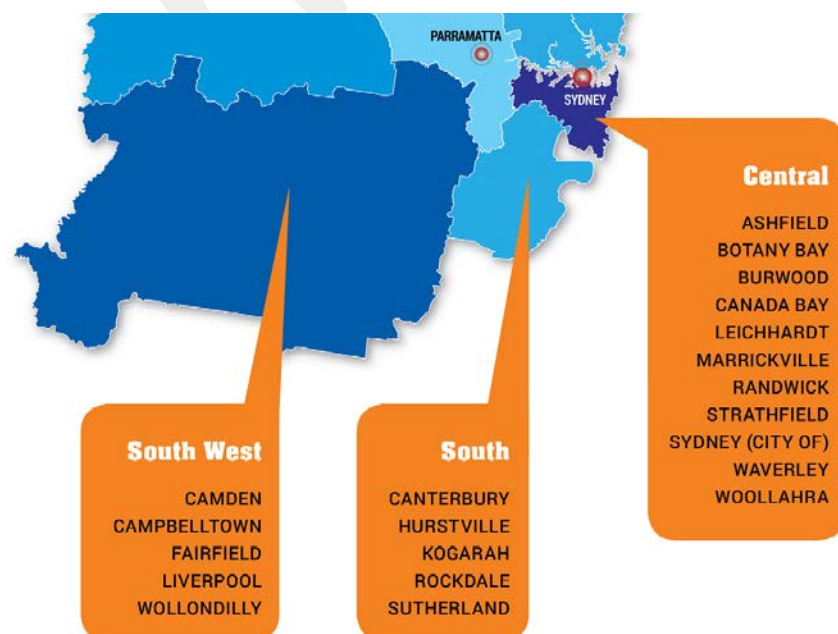 PARRAMATTA
SYDNEY
Central
ASHFIELD
BOTANY BAY
BURWOOD
CANADA BAY
LEICHHARDT
MARRICKVILLE
RANDWICK
STRATHFIELD
SYDNEY (CITY OF)
WAVERLEY
WOOLLAHRA
South West
CAMDEN
CAMPBELLTOWN
FAIRFIELD
LIVERPOOL
WOLLONDILLY
South
CANTERBURY
HURSTVILLE
KOGARAH
ROCKDALE
SUTHERLAND